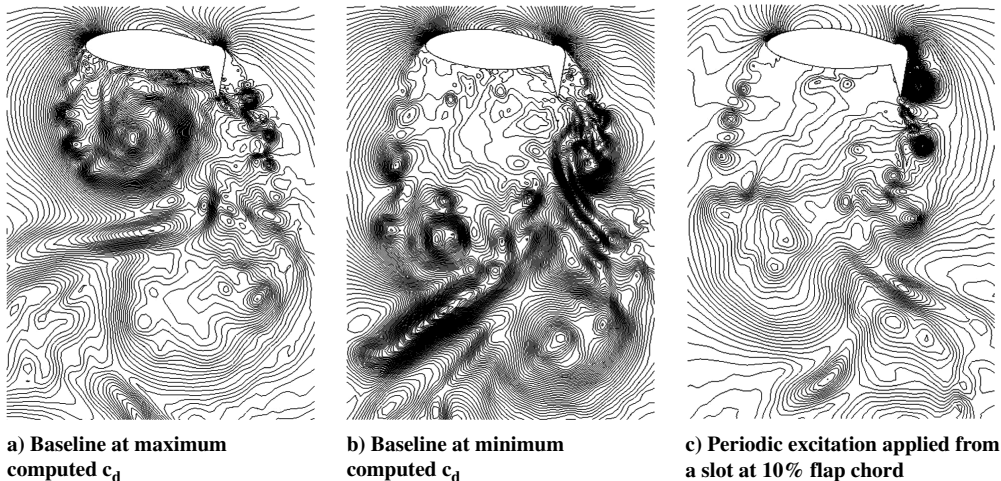 a) Baseline at maximum
computed c_d
b) Baseline at minimum
computed c_d
c) Periodic excitation applied from
a slot at 10% flap chord